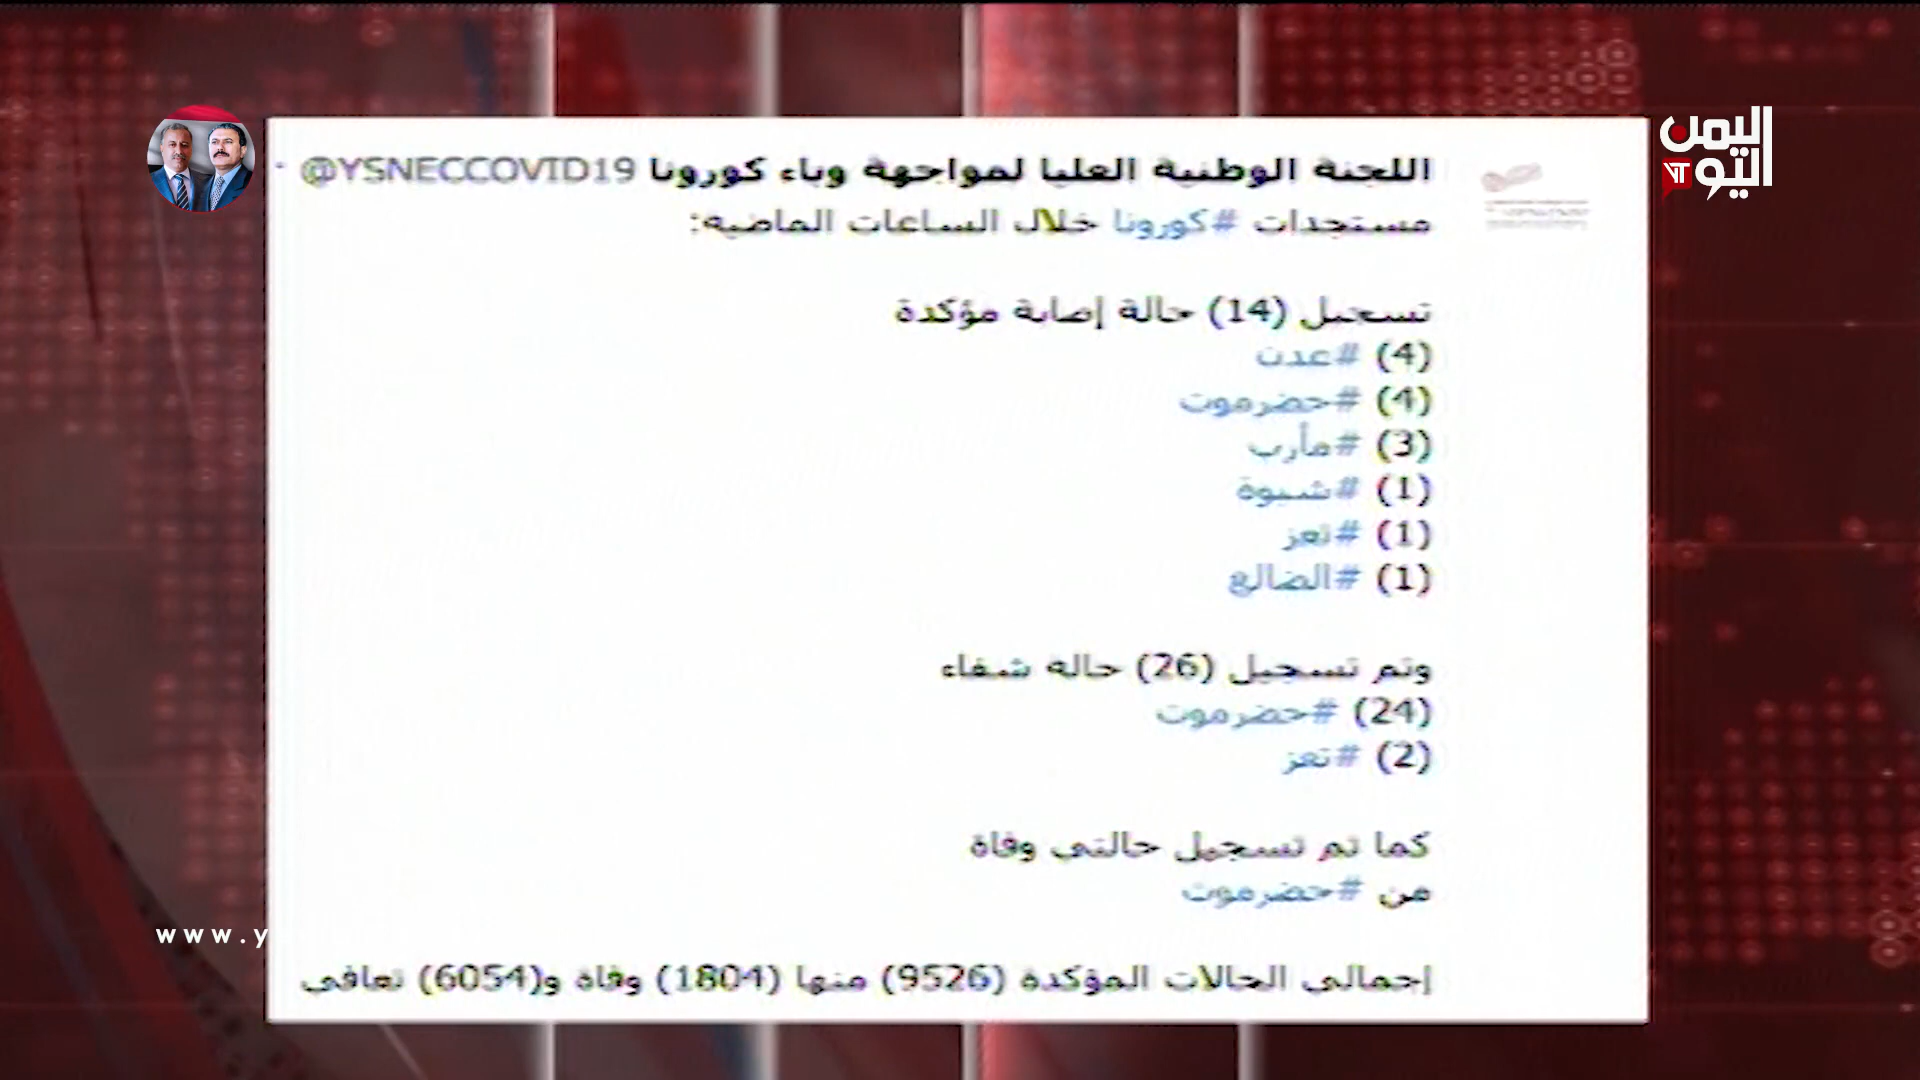 اليمن
اليوم
YT
اللجنة الوطنية العليا لمواجهة وباء كورونا @YSNECCOVID19 ·
مستجدات #كورونا خلال الساعات الماضية:
تسجيل (14) حالة إصابة مؤكدة
(4) #عدن
(4) #حضرموت
(3) #مأرب
(1) #شبوة
(1) #تعز
(1) #الضالع
وتم تسجيل (26) حالة شفاء
(24) #حضرموت
(2) #تعز
كما تم تسجيل حالتي وفاة
من #حضرموت
www.y
إجمالي الحالات المؤكدة (9526) منها (1804) وفاة و(6054) تعافي